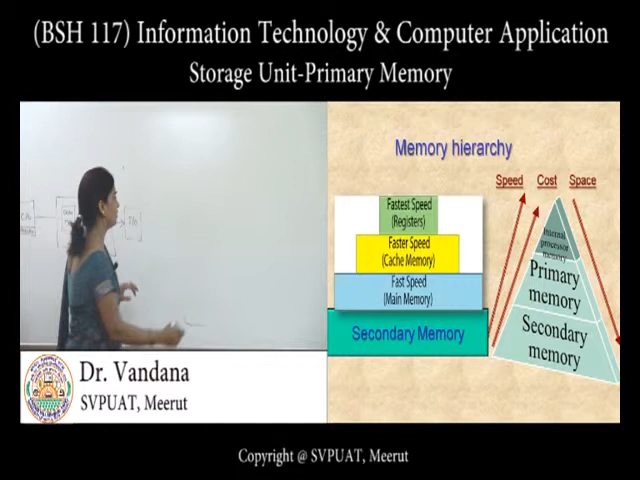 (BSH 117) Information Technology & Computer Application
Storage Unit-Primary Memory
Memory hierarchy
Speed Cost Space
Fastest Speed
(Registers)
Faster Speed
(Cache Memory)
Fast Speed
(Main Memory)
Secondary Memory
Internal
processor
memory
Primary
memory
Secondary
memory
Dr. Vandana
SVPUAT, Meerut
Copyright @ SVPUAT, Meerut